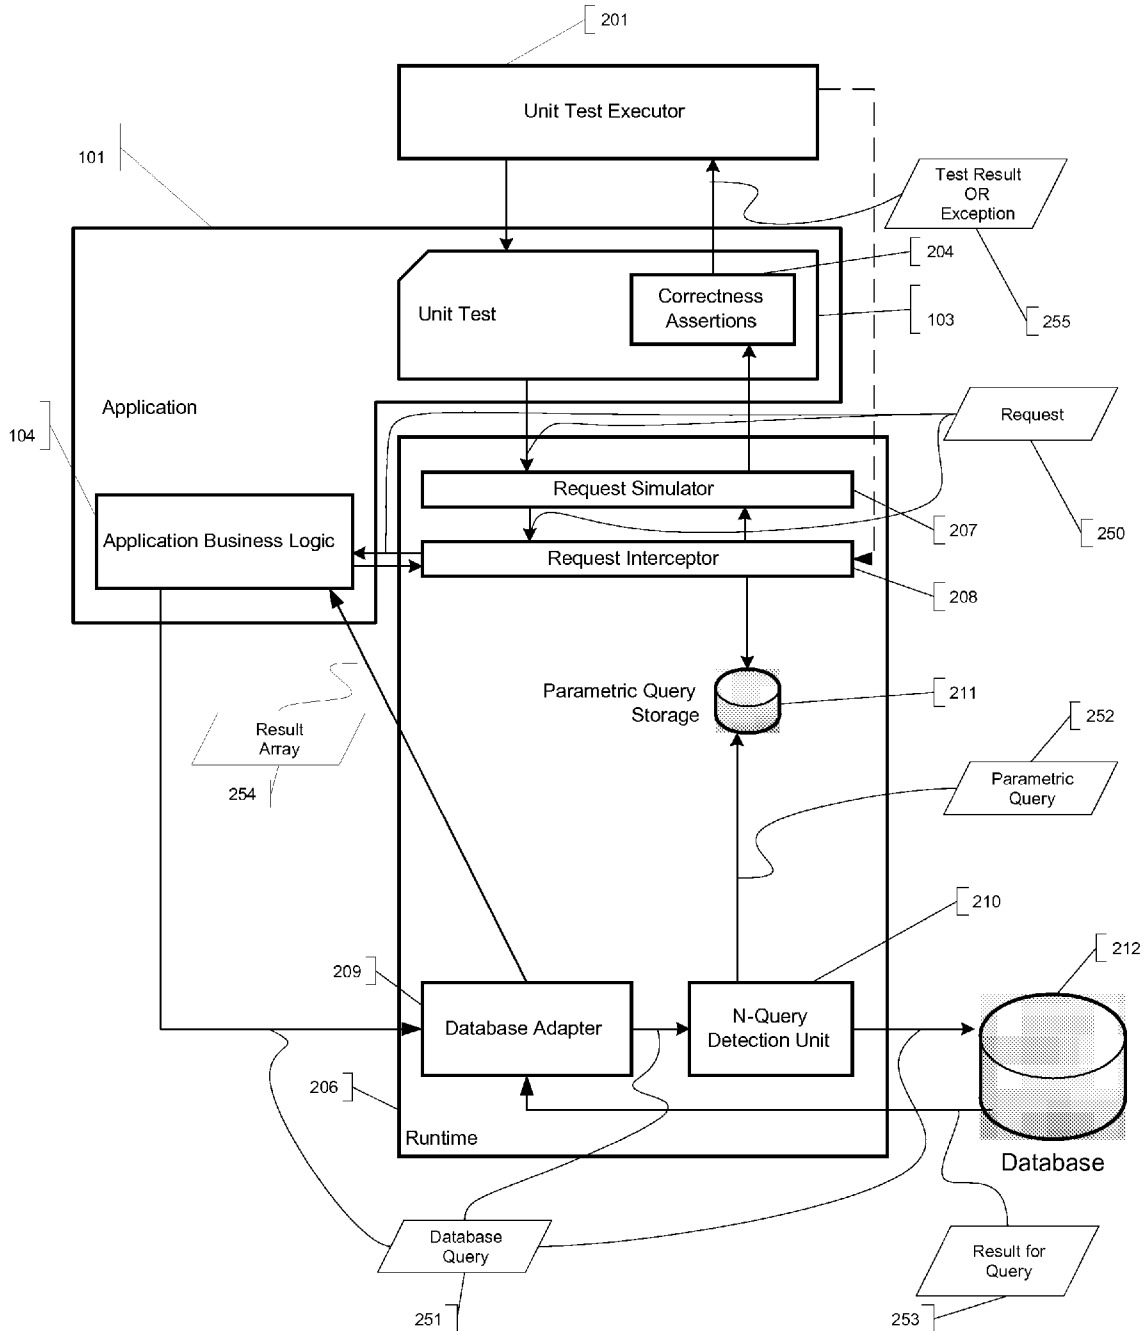 201
Unit Test Executor
101
Test Result
OR
Exception
204
Correctness
Assertions
Unit Test
103
255
Application
Request
104
Request Simulator
207
250
Application Business Logic
Request Interceptor
208
Parametric Query
Storage
211
252
Result
Array
254
Parametric
Query
210
212
209
Database Adapter
N-Query
Detection Unit
206
Runtime
Database
Database
Query
Result for
Query
251
253